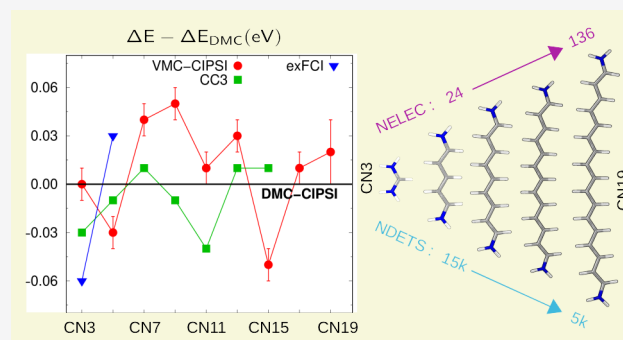 ΔE − ΔE_DMC(eV)
VMC−CIPSI
CC3
exFCI
0.06
0.03
0.00
-0.03
-0.06
DMC−CIPSI
CN3 CN7 CN11 CN15 CN19
NELEC : 24 136
CN3
CN19
NDETS : 15k 5k